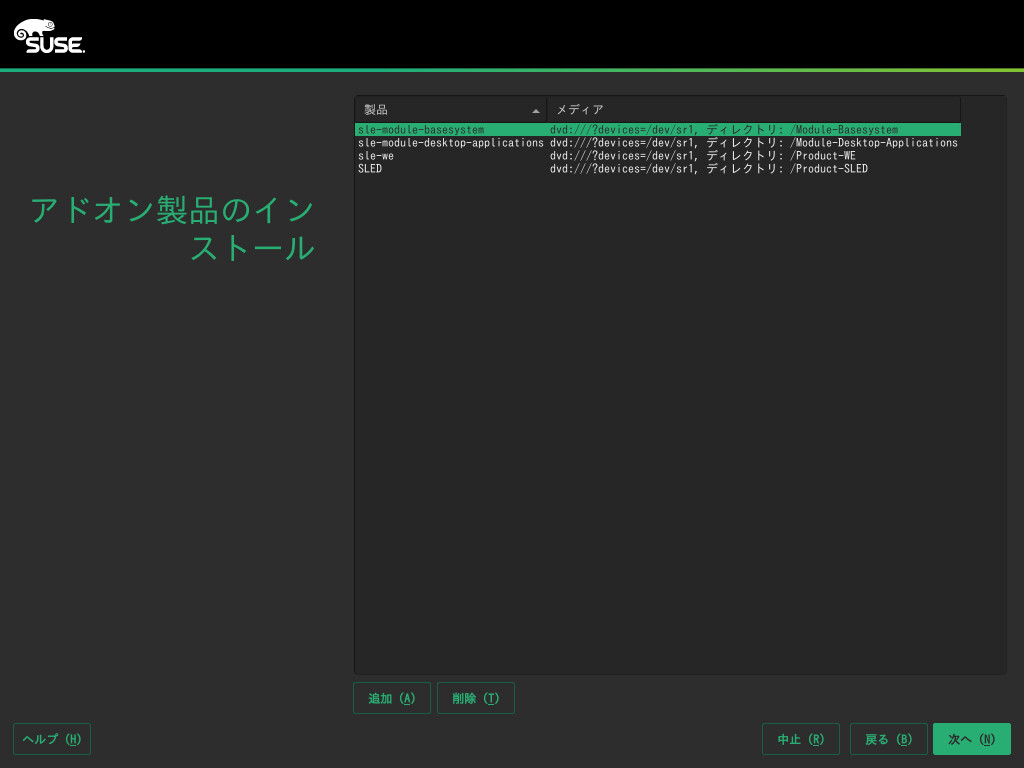 SUSE.
製品 メディア
sle-module-basesystem dvd:///?devices=/dev/sr1, ディレクトリ: /Module-Basesystem
sle-module-desktop-applications dvd:///?devices=/dev/sr1, ディレクトリ: /Module-Desktop-Applications
sle-we dvd:///?devices=/dev/sr1, ディレクトリ: /Product-WE
SLED dvd:///?devices=/dev/sr1, ディレクトリ: /Product-SLED
アドオン製品のイン
ストール
追加 (A) 削除 (T)
ヘルプ (H) 中止 (R) 戻る (B) 次へ (N)